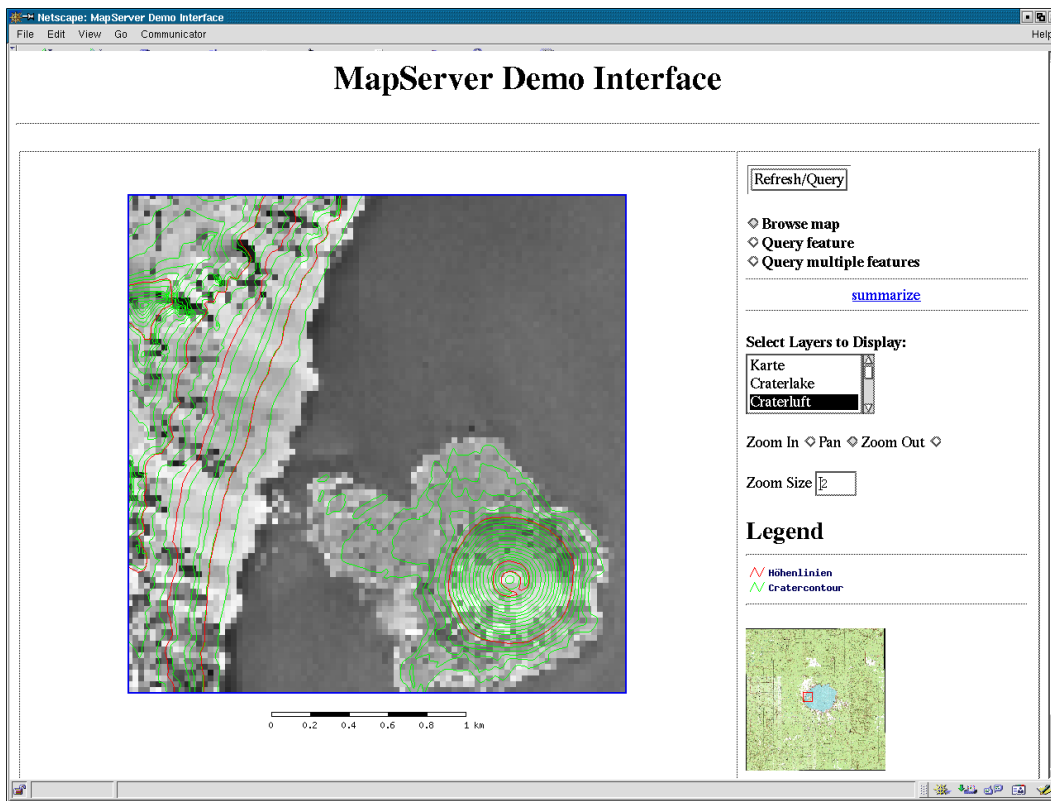 Netscape: MapServer Demo Interface
File Edit View Go Communicator Help
MapServer Demo Interface
Refresh/Query
Browse map
Query feature
Query multiple features
summarize
Select Layers to Display:
Karte
Craterlake
Craterluft
Zoom In Pan Zoom Out
Zoom Size 2
Legend
Höhenlinien
Cratercontour
0 0.2 0.4 0.6 0.8 1 km